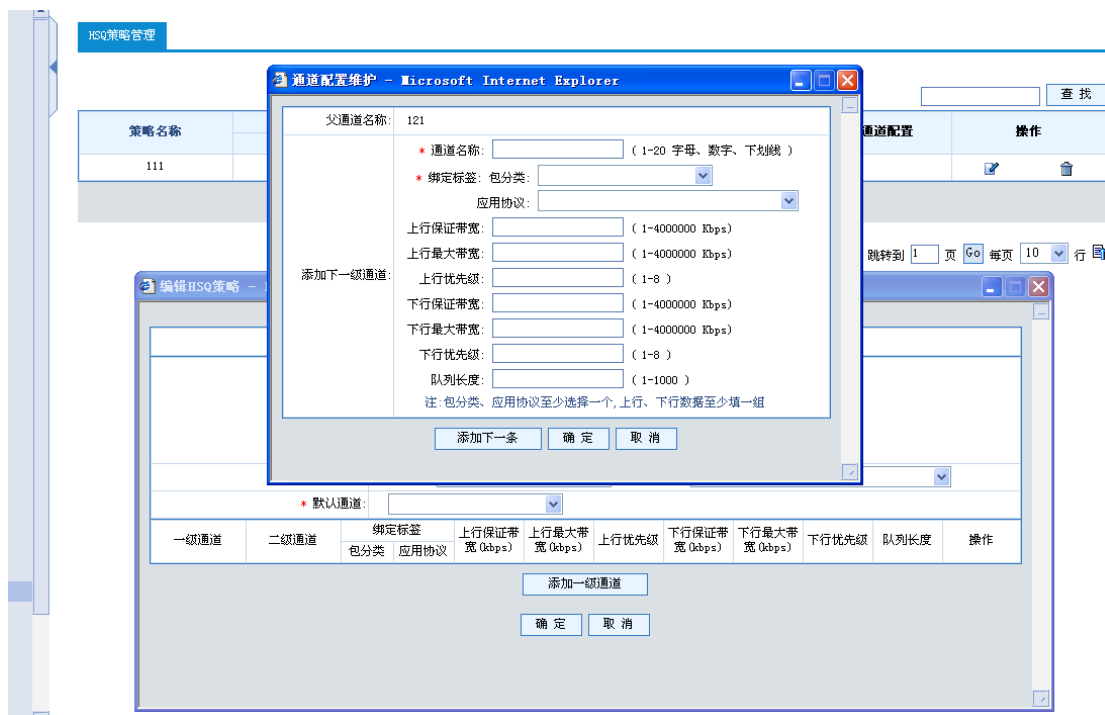 HSQ策略管理
通道配置维护 - Microsoft Internet Explorer
查 找
策略名称
通道配置
操作
111
父通道名称: 121
添加下一级通道:
* 通道名称: ( 1-20 字母、数字、下划线 )
* 绑定标签: 包分类:
应用协议:
上行保证带宽: ( 1-4000000 Kbps)
上行最大带宽: ( 1-4000000 Kbps)
上行优先级: ( 1-8 )
下行保证带宽: ( 1-4000000 Kbps)
下行最大带宽: ( 1-4000000 Kbps)
下行优先级: ( 1-8 )
队列长度: ( 1-1000 )
注:包分类、应用协议至少选择一个,上行、下行数据至少填一组
添加下一条 确 定 取 消
跳转到 1 页 Go 每页 10 行
编辑HSQ策略 -
* 默认通道:
一级通道 二级通道 绑定标签 上行保证带宽(kbps) 上行最大带宽(kbps) 上行优先级 下行保证带宽(kbps) 下行最大带宽(kbps) 下行优先级 队列长度 操作
包分类 应用协议
添加一级通道
确 定 取 消